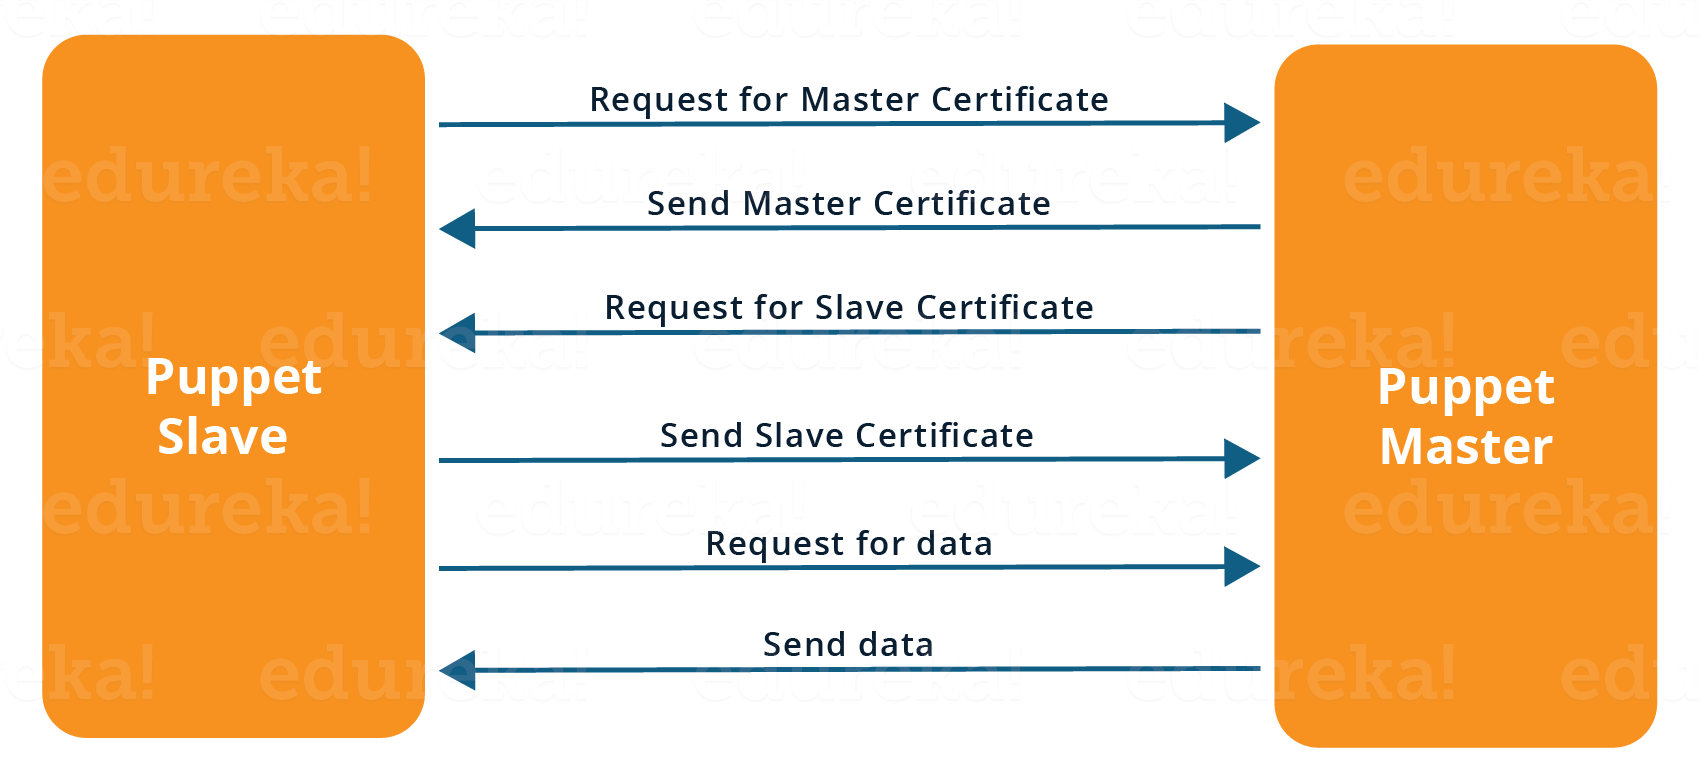 Request for Master Certificate
Send Master Certificate
Request for Slave Certificate
Send Slave Certificate
Request for data
Send data
Puppet
Slave
Puppet
Master
edureka!